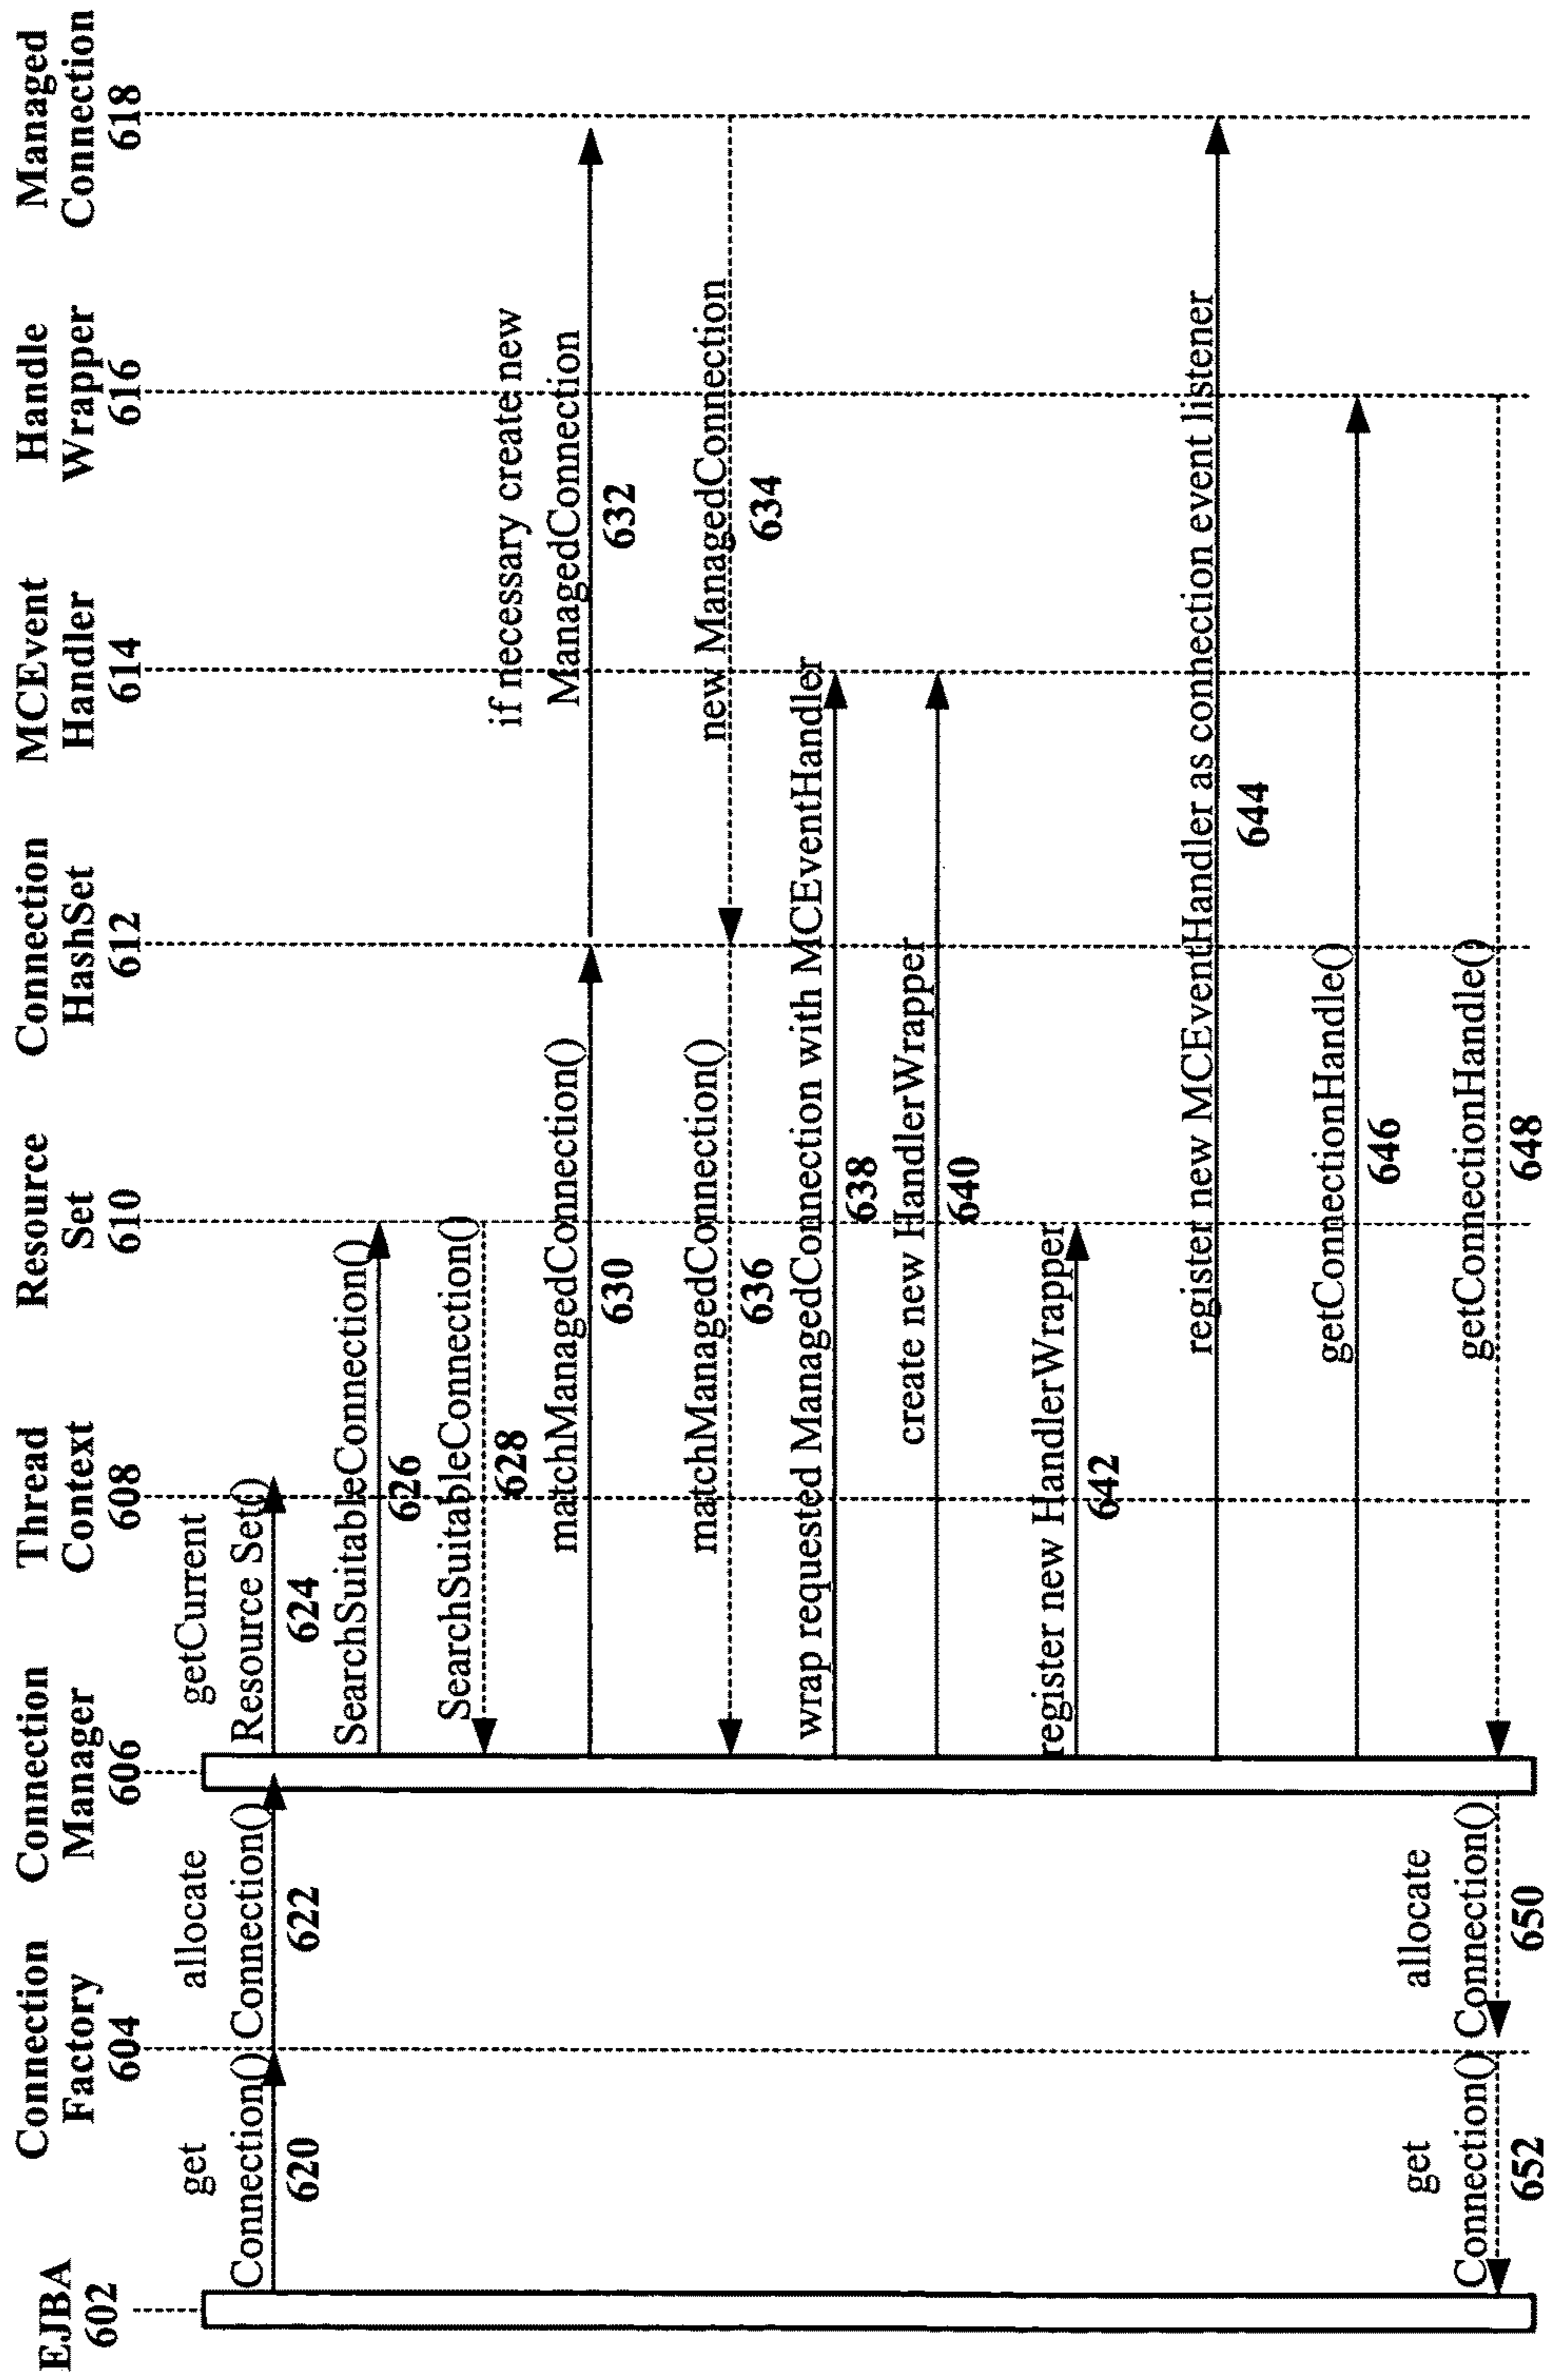 EJBA
602
Connection
Factory
604
Connection
Manager
606
Thread
Context
608
Resource
Set
610
Connection
HashSet
612
MCEvent
Handler
614
Handle
Wrapper
616
Managed
Connection
618
get
Connection()
620
allocate
Connection()
622
getCurrent
Resource Set()
624
SearchSuitableConnection()
626
SearchSuitableConnection()
628
matchManagedConnection()
630
if necessary create new
ManagedConnection
632
new ManagedConnection
634
matchManagedConnection()
636
wrap requested ManagedConnection with MCEventHandler
638
create new HandlerWrapper
640
register new HandlerWrapper
642
register new MCEventHandler as connection event listener
644
getConnectionHandle()
646
getConnectionHandle()
648
allocate
Connection()
650
get
Connection()
652